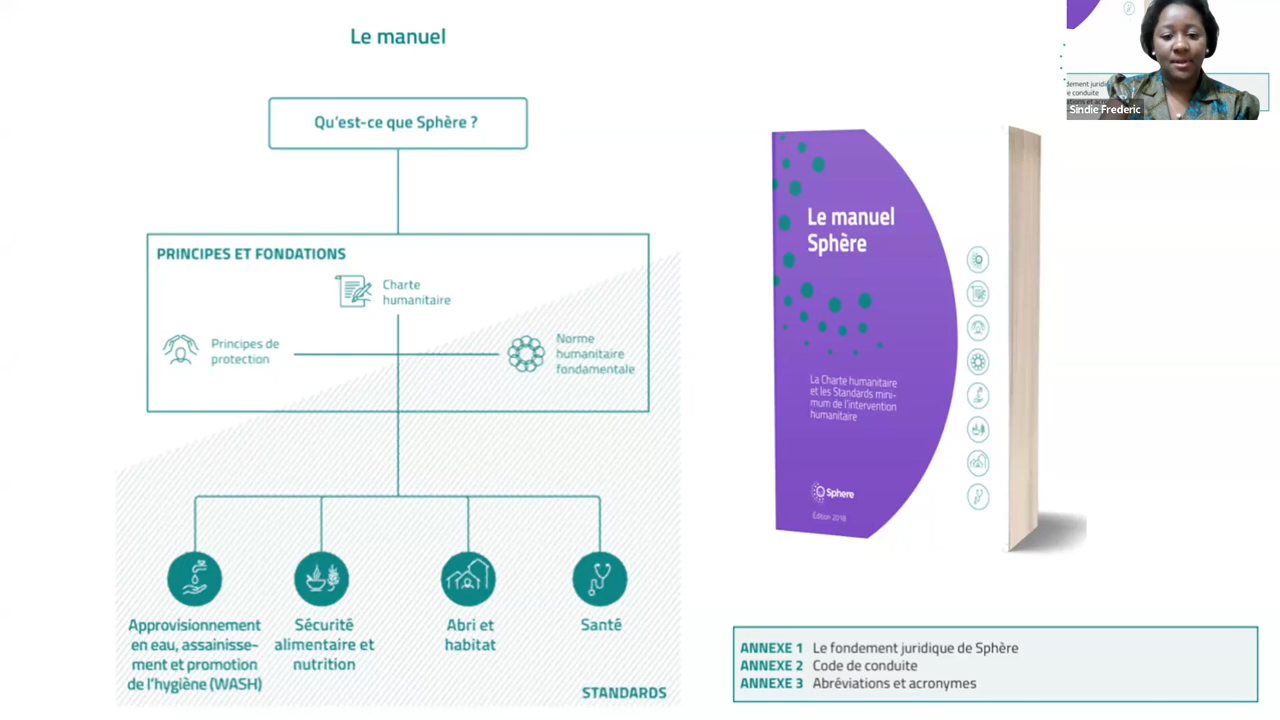 Le manuel
Qu'est-ce que Sphère ?
PRINCIPES ET FONDATIONS
Charte
humanitaire
Principes de
protection
Norme
humanitaire
fondamentale
Approvisionnement
en eau, assainisse-
ment et promotion
de l'hygiène (WASH)
Sécurité
alimentaire et
nutrition
Abri et
habitat
Santé
STANDARDS
Le manuel
Sphère
La Charte humanitaire
et les Standards mini-
mum de l'intervention
humanitaire
Sphere
Édition 2018
ANNEXE 1 Le fondement juridique de Sphère
ANNEXE 2 Code de conduite
ANNEXE 3 Abréviations et acronymes
Sindie Frederic